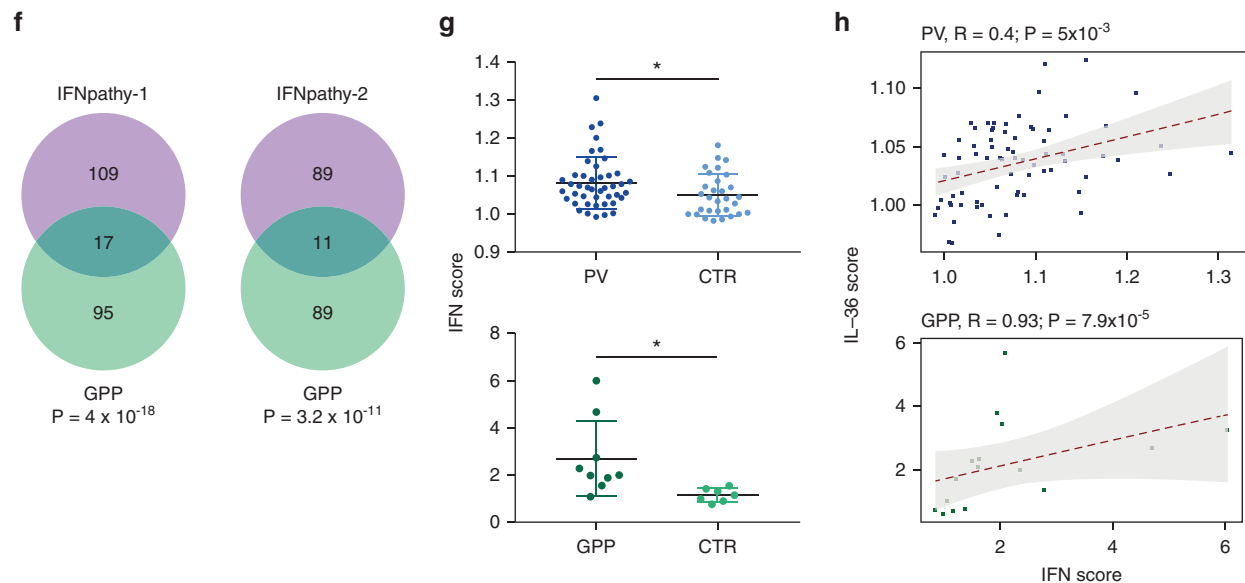 f
IFNpathy-1
IFNpathy-2
109
89
17
11
95
89
GPP
GPP
P = 4 x 10-18
P = 3.2 x 10-11
g
IFN score
1.4
1.3
1.2
1.1
1.0
0.9
*
PV
CTR
8
6
4
2
0
*
GPP
CTR
h
IL–36 score
PV, R = 0.4; P = 5x10-3
1.10
1.05
1.00
1.0
1.1
1.2
1.3
GPP, R = 0.93; P = 7.9x10-5
6
4
2
2
4
6
IFN score